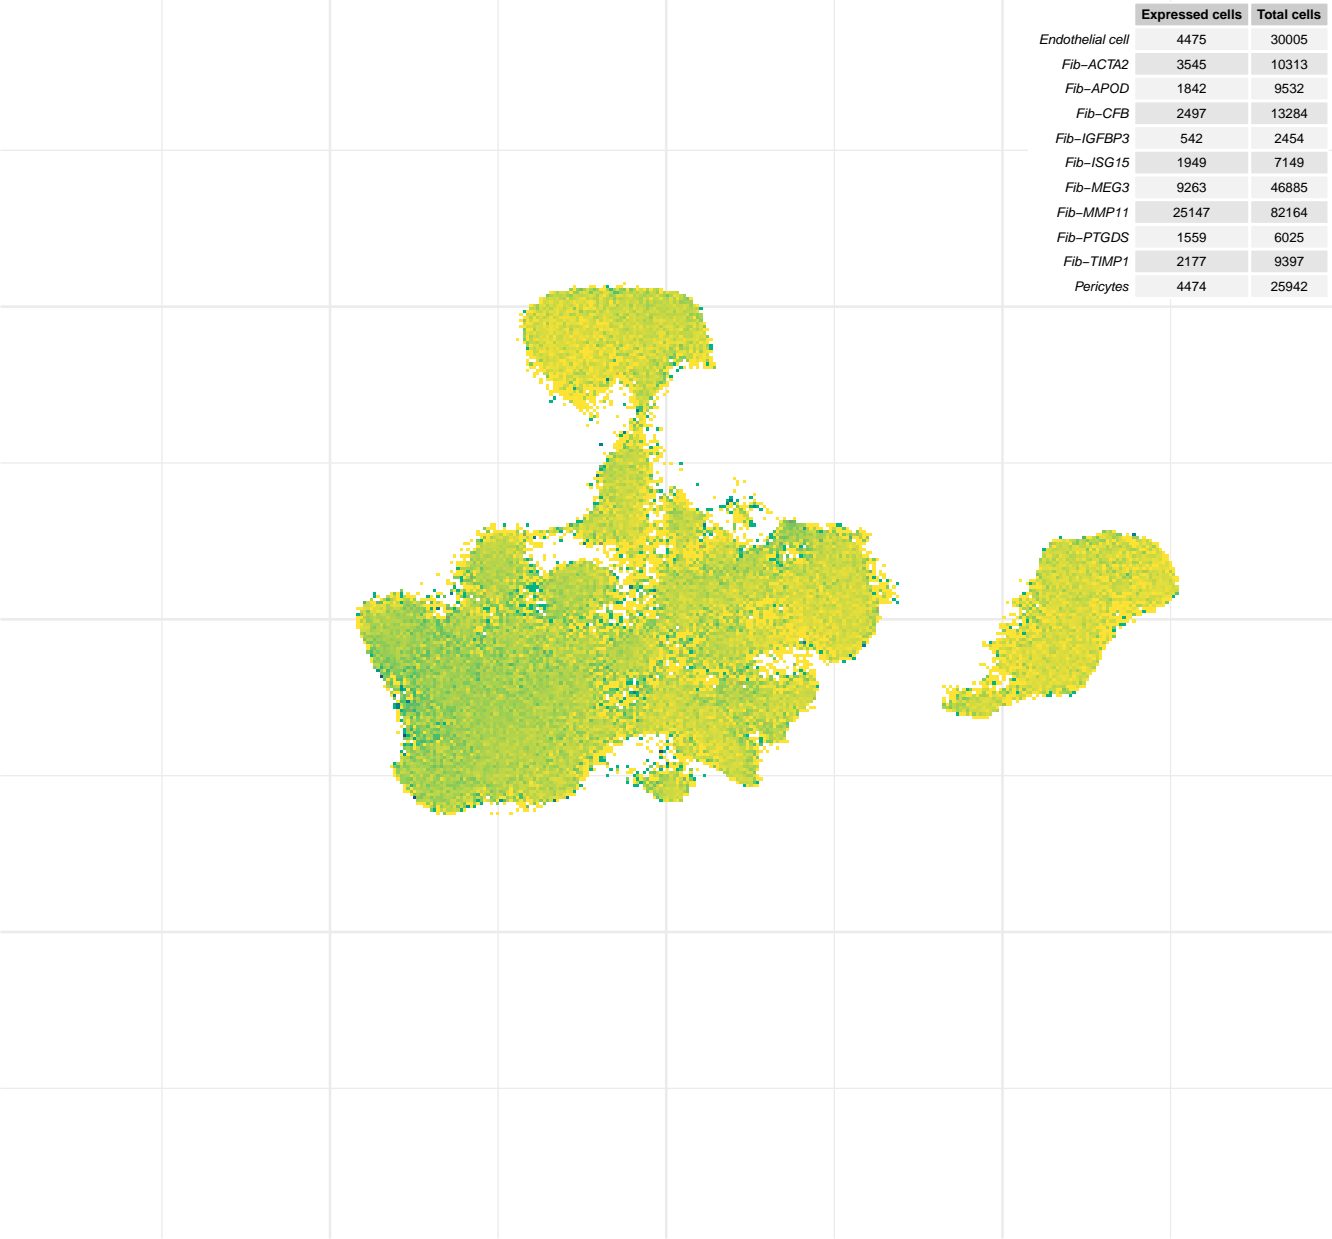 Expressed cells Total cells
Endothelial cell 4475 30005
Fib−ACTA2 3545 10313
Fib−APOD 1842 9532
Fib−CFB 2497 13284
Fib−IGFBP3 542 2454
Fib−ISG15 1949 7149
Fib−MEG3 9263 46885
Fib−MMP11 25147 82164
Fib−PTGDS 1559 6025
Fib−TIMP1 2177 9397
Pericytes 4474 25942